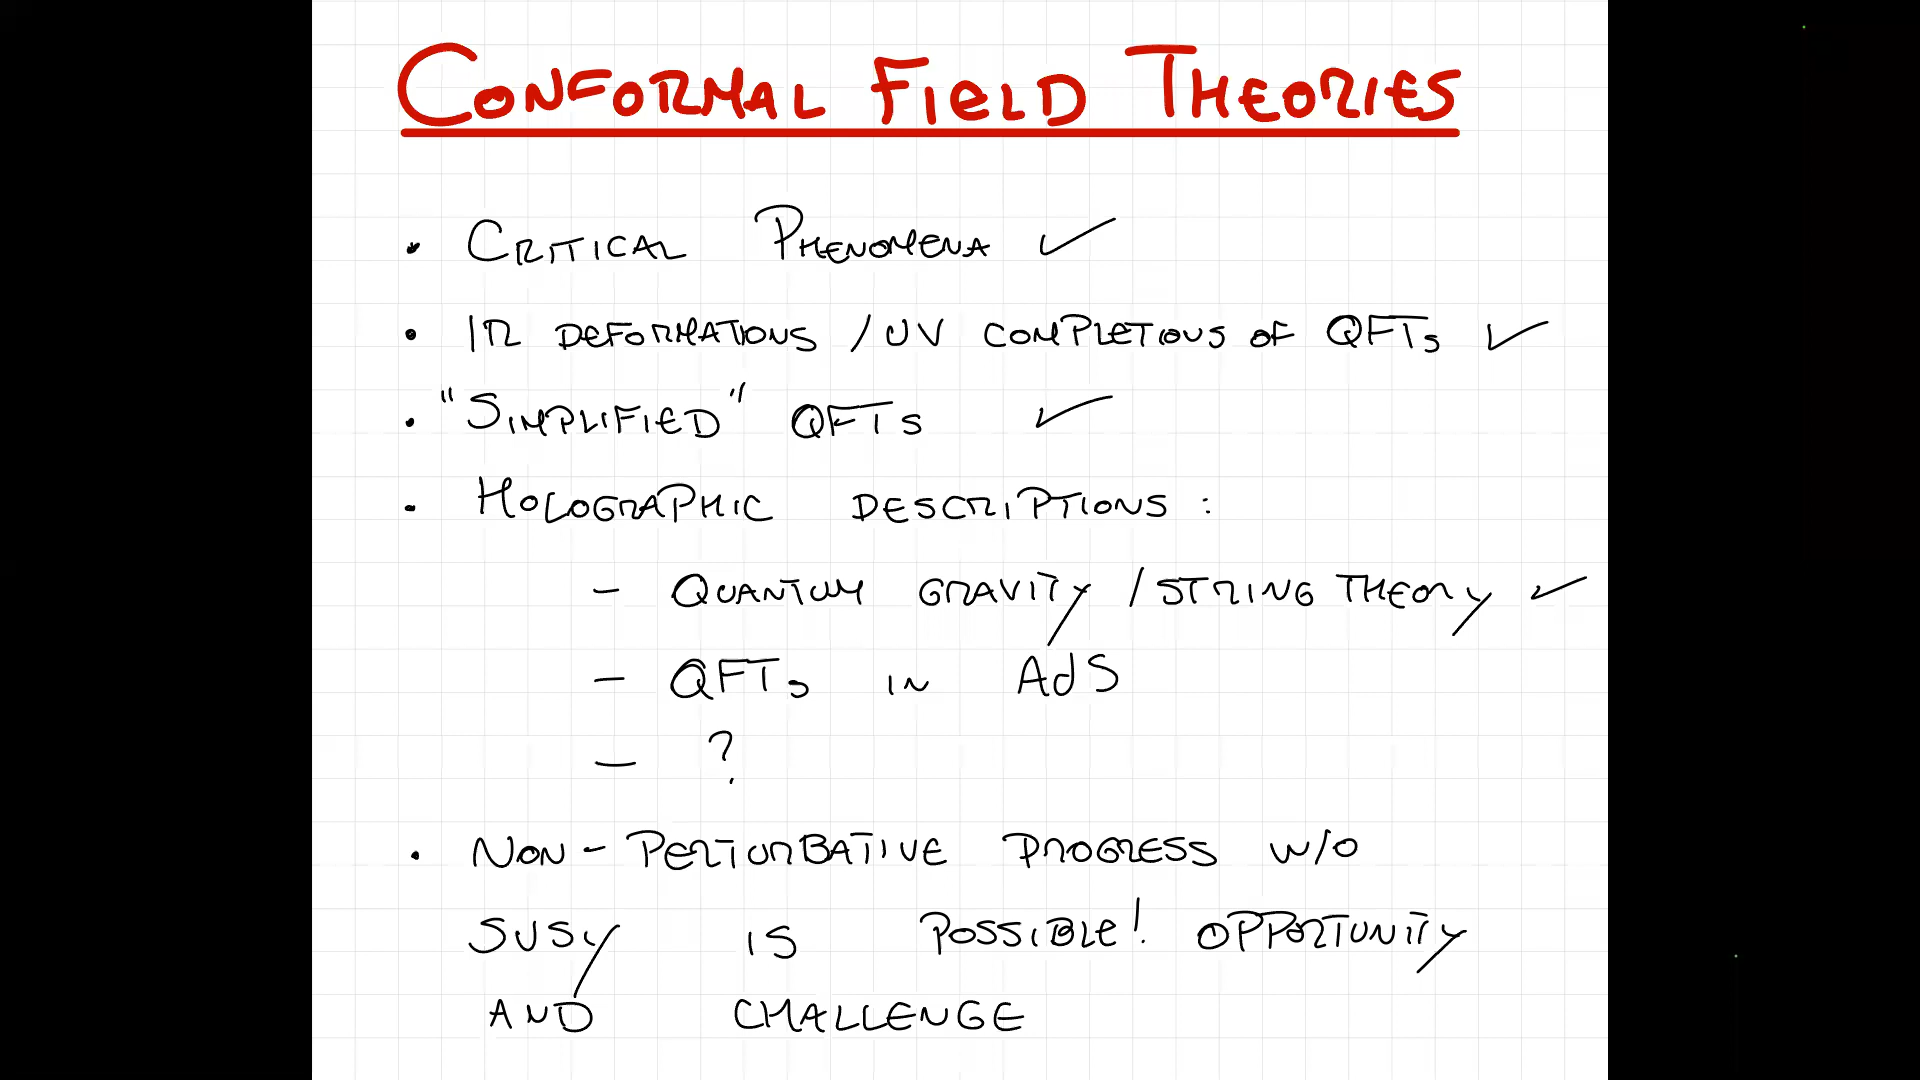 CONFORMAL FIELD THEORIES
• CRITICAL PHENOMENA ✓
• IR DEFORMATIONS / UV COMPLETIONS OF QFTs ✓
• "SIMPLIFIED" QFTs ✓
• HOLOGRAPHIC DESCRIPTIONS :
– QUANTUM GRAVITY / STRING THEORY ✓
– QFTs IN AdS
– ?
• NON-PERTURBATIVE PROGRESS W/O
SUSY IS POSSIBLE! OPPORTUNITY
AND CHALLENGE